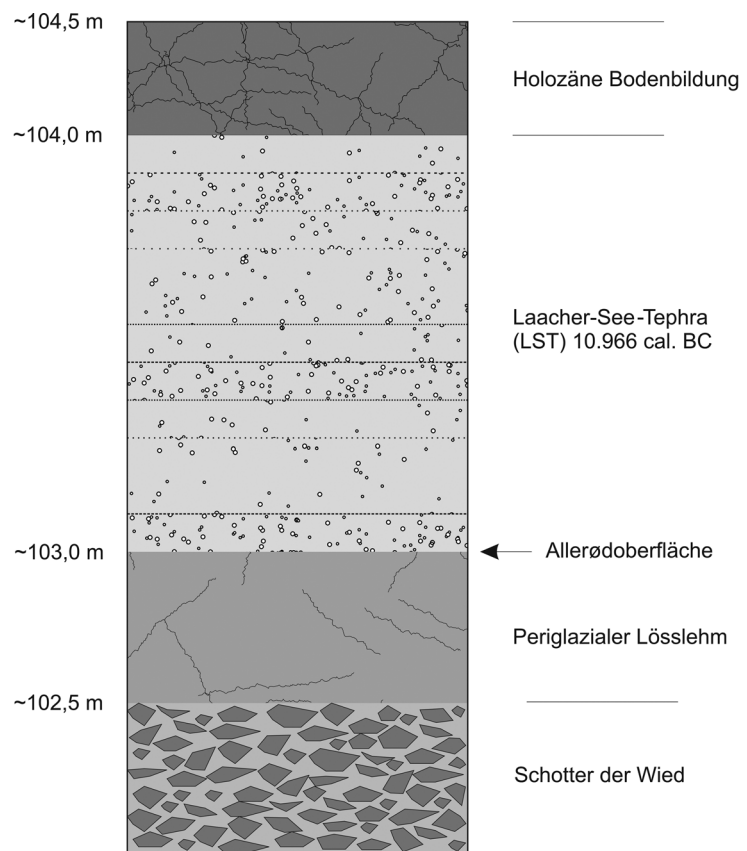 ~104,5 m
Holozäne Bodenbildung
~104,0 m
Laacher-See-Tephra
(LST) 10.966 cal. BC
~103,0 m
Allerødoberfläche
Periglazialer Lösslehm
~102,5 m
Schotter der Wied